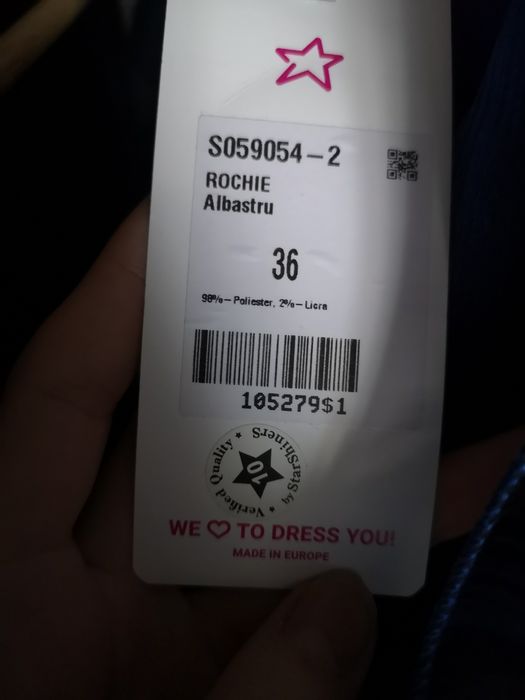 S059054-2
ROCHIE
Albastru
36
98%-Poliester, 2%-Licra
105279$1
Verified Quality ★ by StarShinerS ★
10
WE ♡ TO DRESS YOU!
MADE IN EUROPE